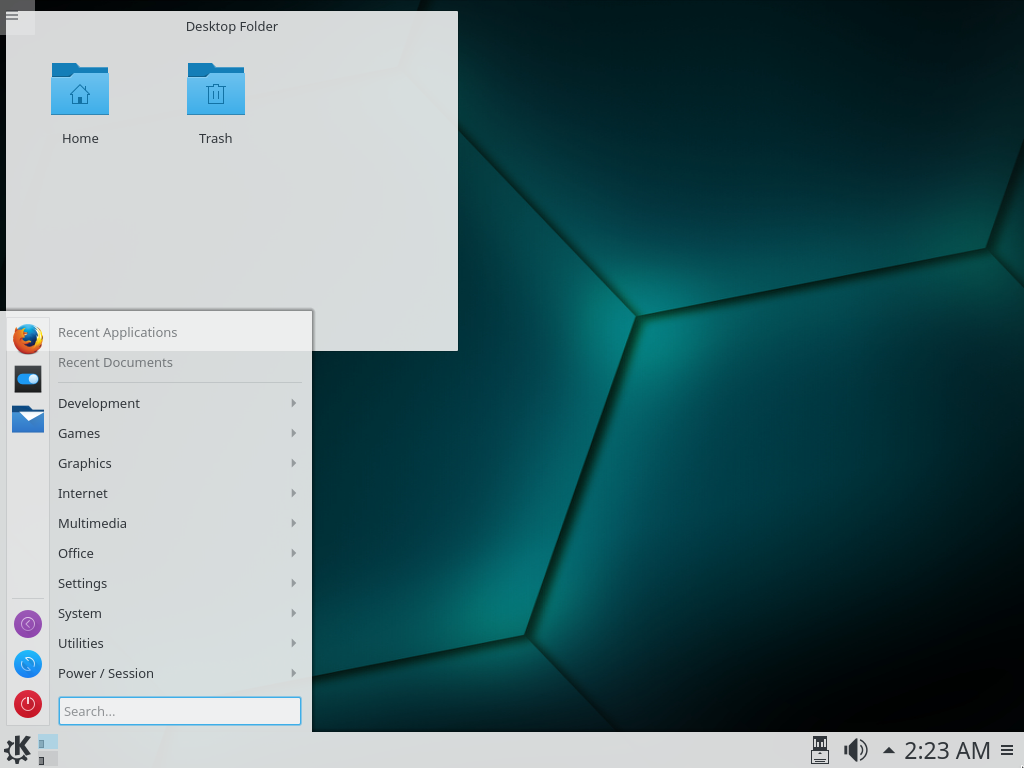 Desktop Folder
Home
Trash
Recent Applications
Recent Documents
Development
Games
Graphics
Internet
Multimedia
Office
Settings
System
Utilities
Power / Session
Search...
2:23 AM